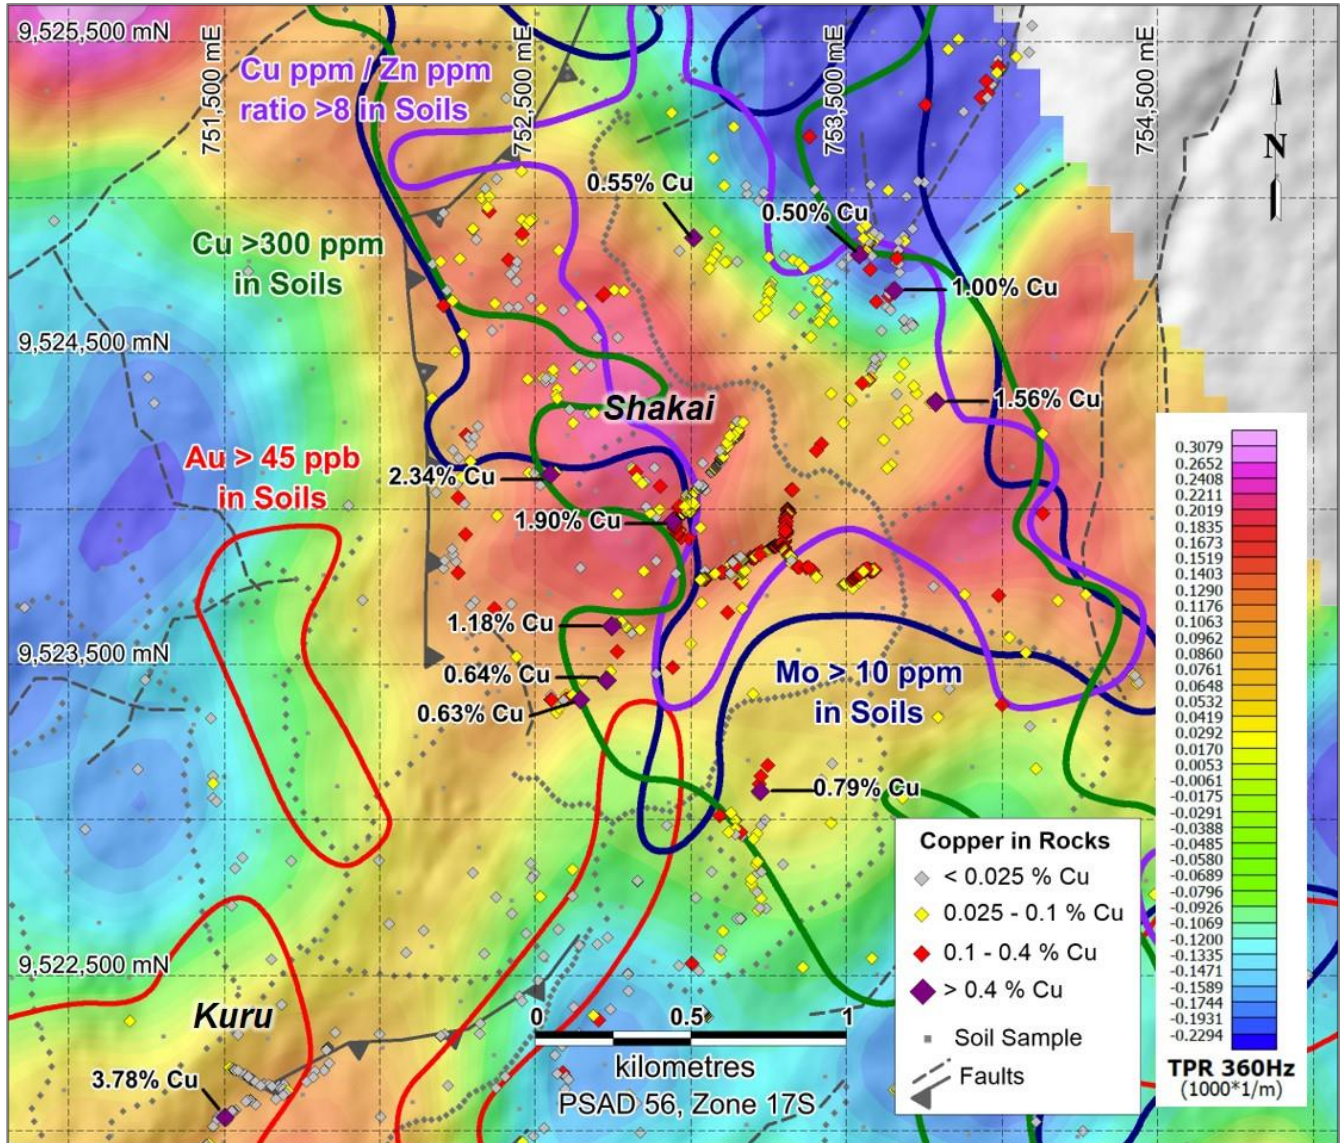 9,525,500 mN
751,500 mE
752,500 mE
753,500 mE
754,500 mE
Cu ppm / Zn ppm
ratio >8 in Soils
N
0.55% Cu
0.50% Cu
Cu >300 ppm
in Soils
1.00% Cu
9,524,500 mN
Shakai
1.56% Cu
Au > 45 ppb
in Soils
2.34% Cu
1.90% Cu
1.18% Cu
9,523,500 mN
0.64% Cu
Mo > 10 ppm
in Soils
0.63% Cu
0.79% Cu
9,522,500 mN
Kuru
3.78% Cu
0 0.5 1
kilometres
PSAD 56, Zone 17S
Copper in Rocks
< 0.025 % Cu
0.025 - 0.1 % Cu
0.1 - 0.4 % Cu
> 0.4 % Cu
Soil Sample
Faults
0.3079
0.2652
0.2408
0.2211
0.2019
0.1835
0.1673
0.1519
0.1403
0.1290
0.1176
0.1063
0.0962
0.0860
0.0761
0.0648
0.0532
0.0419
0.0292
0.0170
0.0053
-0.0061
-0.0175
-0.0291
-0.0388
-0.0485
-0.0580
-0.0689
-0.0796
-0.0926
-0.1069
-0.1200
-0.1335
-0.1471
-0.1589
-0.1744
-0.1931
-0.2294
TPR 360Hz
(1000*1/m)